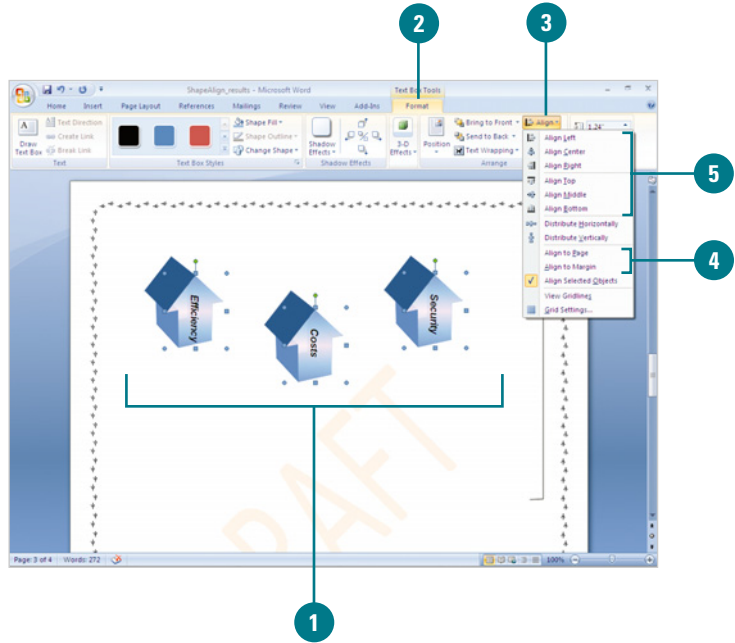 2
3
ShapeAlign_results - Microsoft Word
Text Box Tools
Home Insert Page Layout References Mailings Review View Add-Ins Format
Draw Text Box
Text Direction
Create Link
Break Link
Text
Text Box Styles
Shape Fill
Shape Outline
Change Shape
Shadow Effects
Shadow Effects
3-D Effects
Position
Bring to Front
Send to Back
Text Wrapping
Arrange
Align
1.24"
Align Left
Align Center
Align Right
Align Top
Align Middle
Align Bottom
Distribute Horizontally
Distribute Vertically
Align to Page
Align to Margin
Align Selected Objects
View Gridlines
Grid Settings...
5
4
Efficiency
Costs
Security
DRAFT
Page: 3 of 4 Words: 272
100%
1